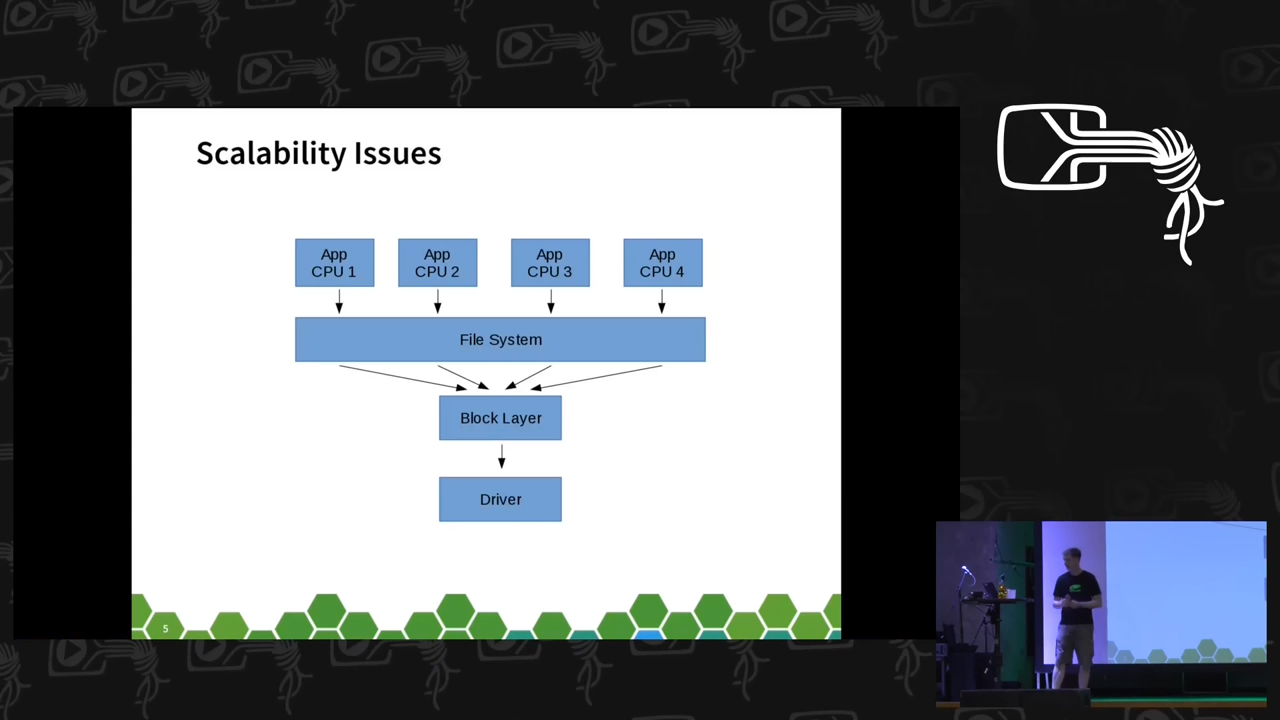 Scalability Issues
App
CPU 1
App
CPU 2
App
CPU 3
App
CPU 4
File System
Block Layer
Driver
5